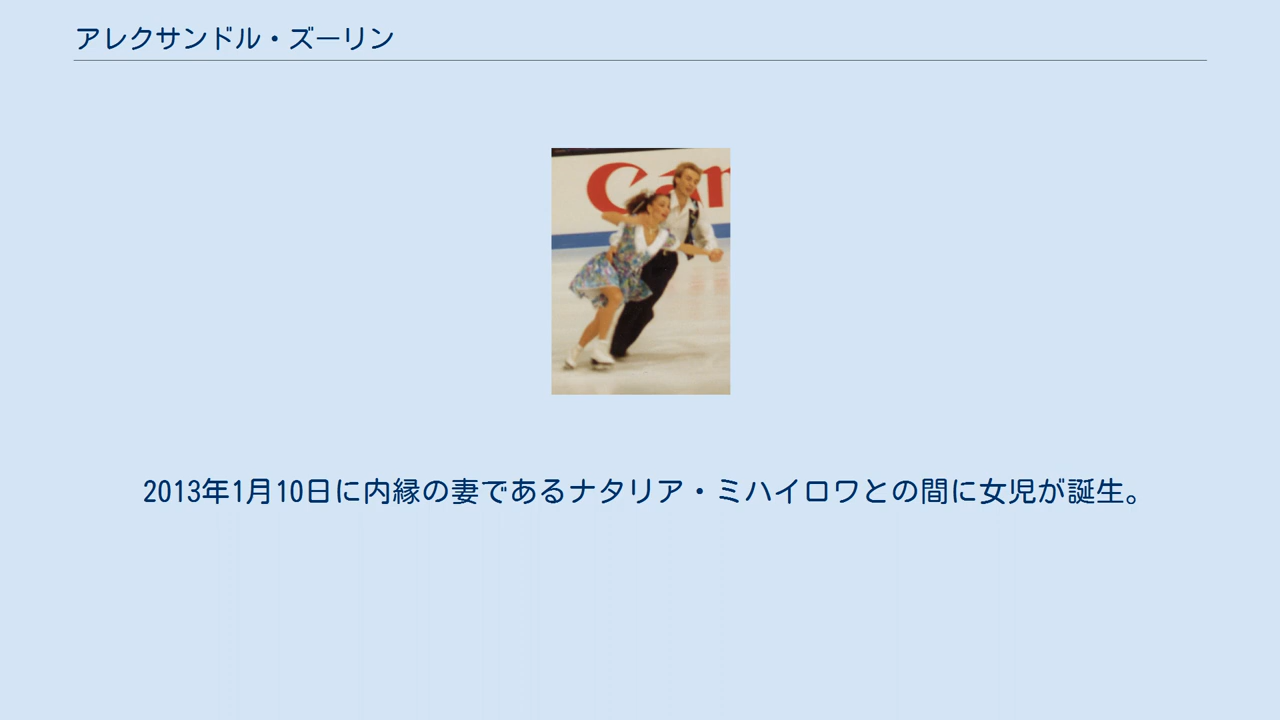 アレクサンドル・ズーリン
Can
2013年1月10日に内縁の妻であるナタリア・ミハイロワとの間に女児が誕生。